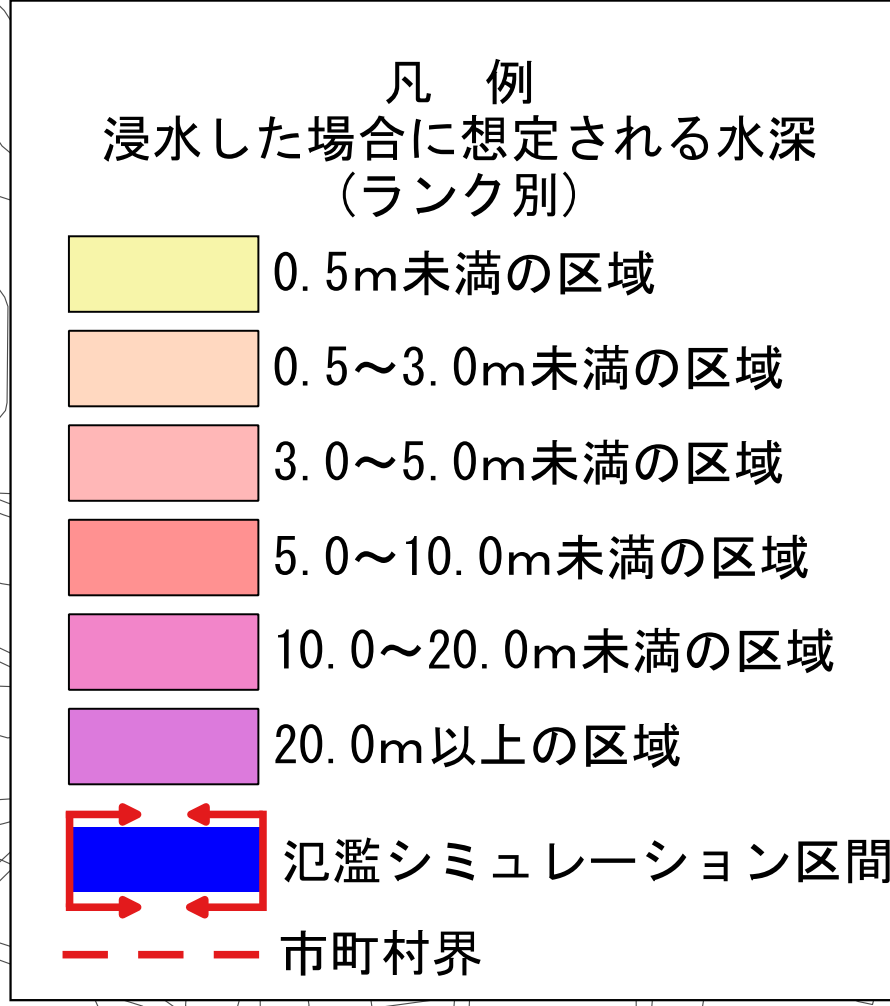 凡　例
浸水した場合に想定される水深
(ランク別)
0.5ｍ未満の区域
0.5～3.0ｍ未満の区域
3.0～5.0ｍ未満の区域
5.0～10.0ｍ未満の区域
10.0～20.0ｍ未満の区域
20.0ｍ以上の区域
氾濫シミュレーション区間
市町村界